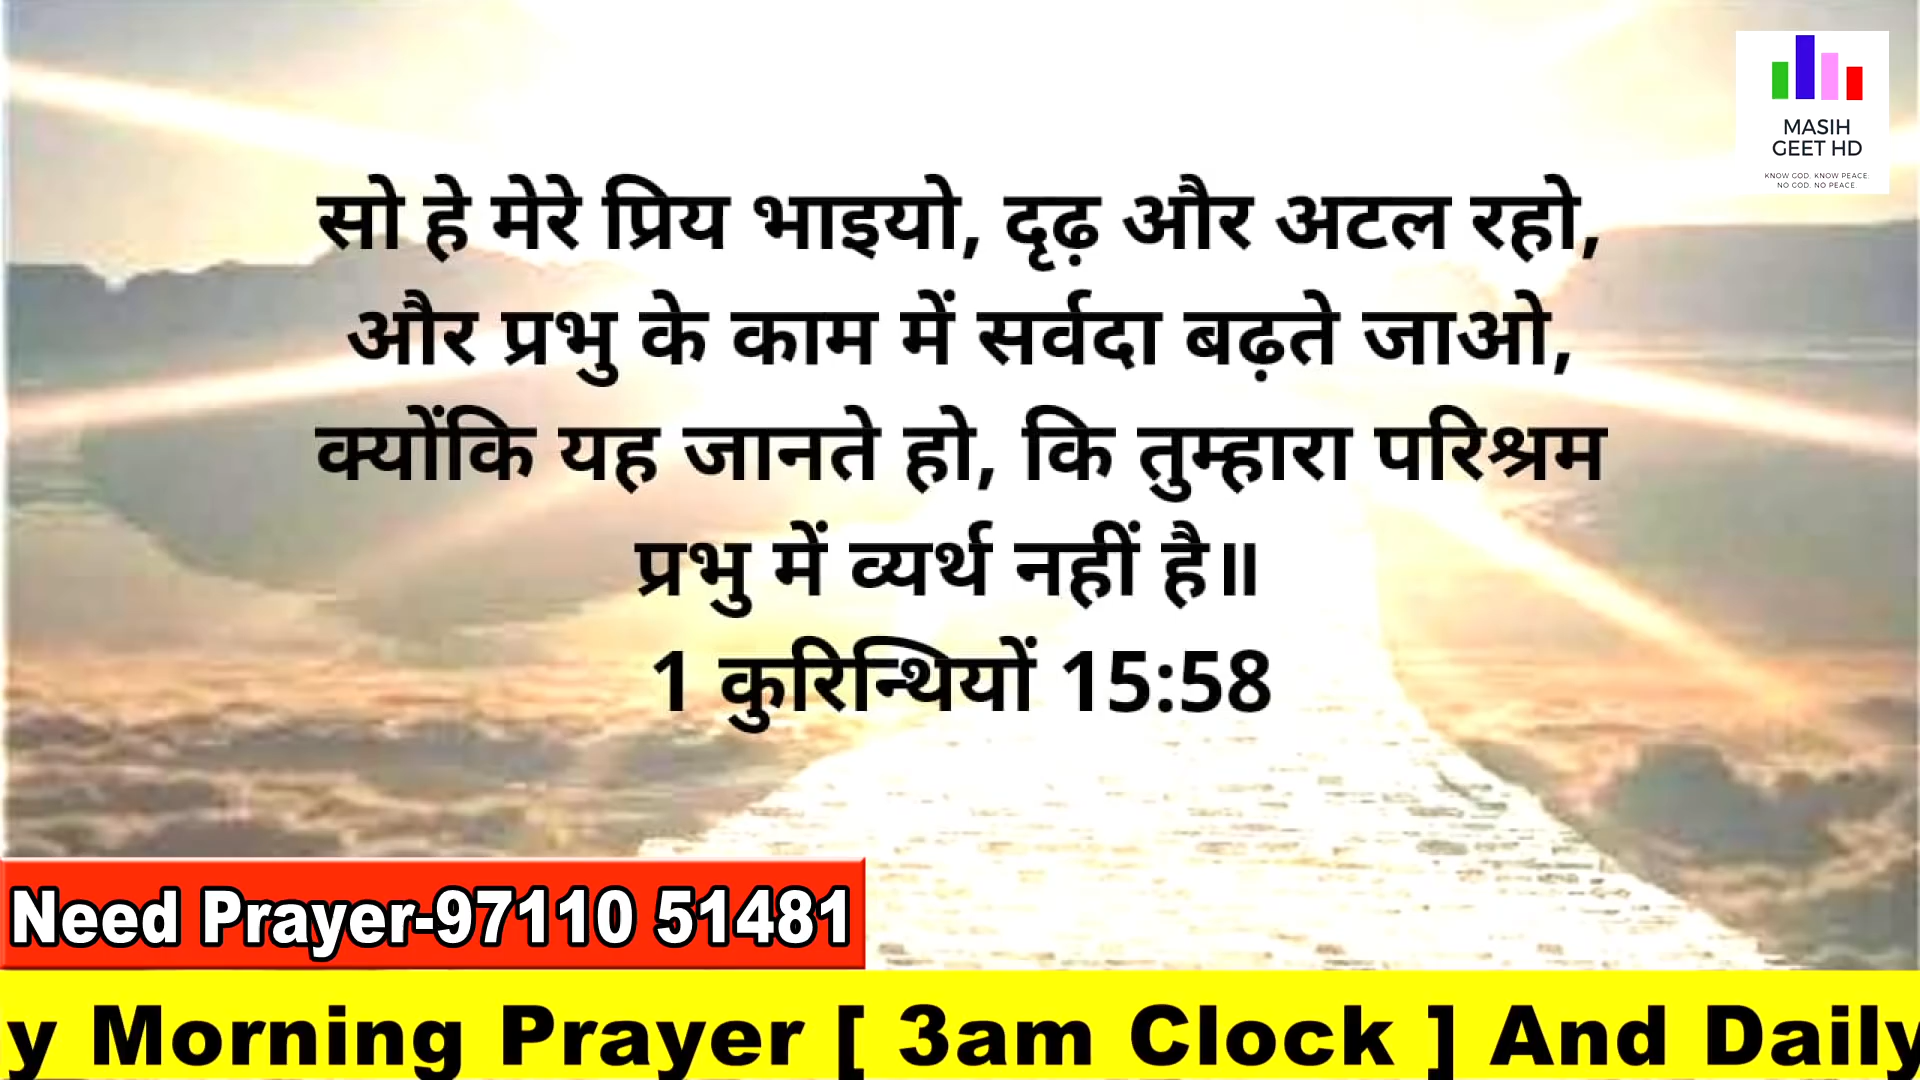 MASIH
GEET HD
KNOW GOD. KNOW PEACE.
NO GOD. NO PEACE.
सो हे मेरे प्रिय भाइयो, दृढ़ और अटल रहो,
और प्रभु के काम में सर्वदा बढ़ते जाओ,
क्योंकि यह जानते हो, कि तुम्हारा परिश्रम
प्रभु में व्यर्थ नहीं है॥
1 कुरिन्थियों 15:58
Need Prayer-97110 51481
y Morning Prayer [ 3am Clock ] And Daily